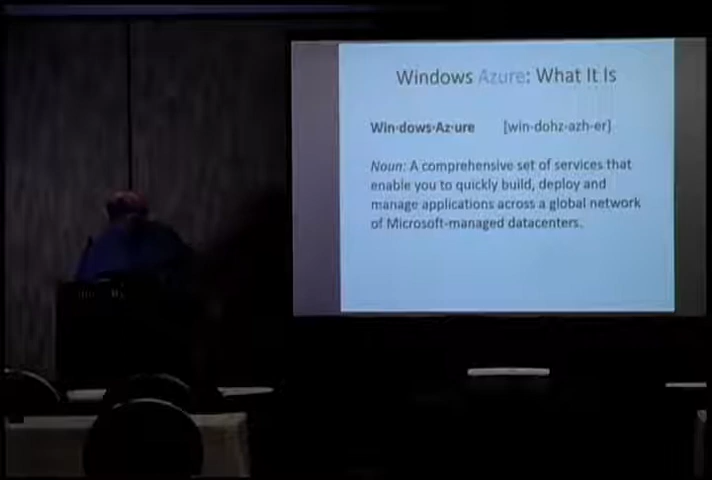 Windows Azure: What It Is
Win·dows·Az·ure [win-dohz-azh-er]
Noun: A comprehensive set of services that
enable you to quickly build, deploy and
manage applications across a global network
of Microsoft-managed datacenters.